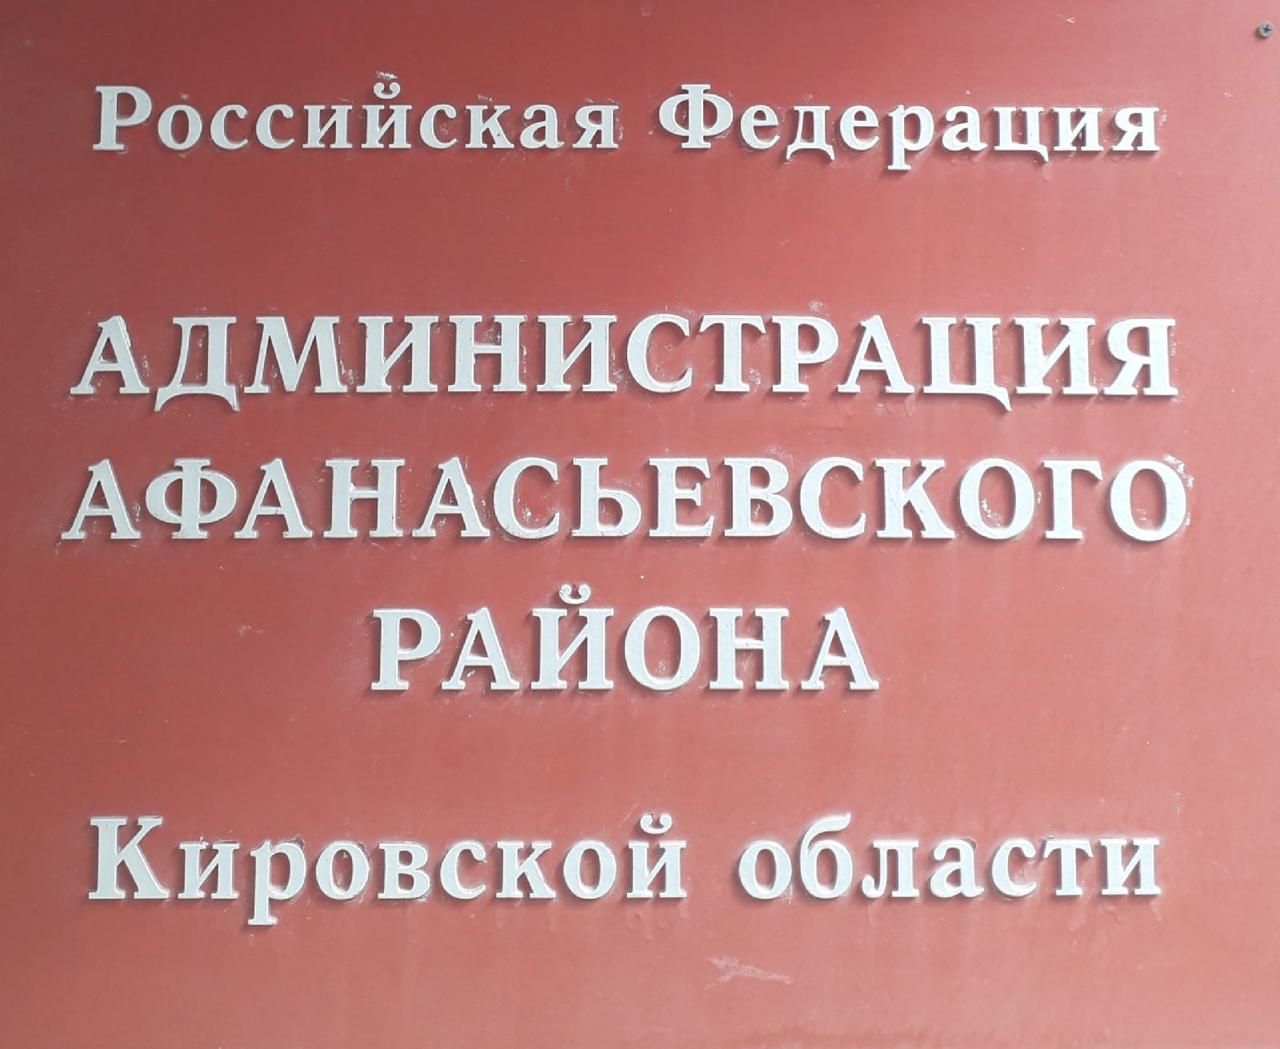 Российская Федерация
АДМИНИСТРАЦИЯ
АФАНАСЬЕВСКОГО
РАЙОНА
Кировской области